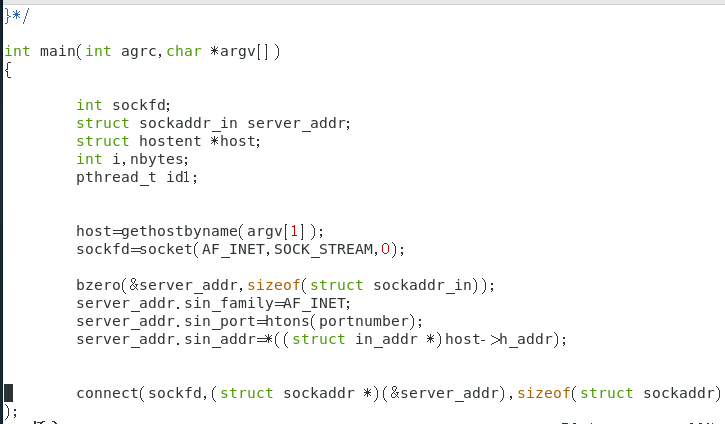 }*/
int main(int agrc,char *argv[])
{
int sockfd;
struct sockaddr_in server_addr;
struct hostent *host;
int i,nbytes;
pthread_t id1;
host=gethostbyname(argv[1]);
sockfd=socket(AF_INET,SOCK_STREAM,0);
bzero(&server_addr,sizeof(struct sockaddr_in));
server_addr.sin_family=AF_INET;
server_addr.sin_port=htons(portnumber);
server_addr.sin_addr=*((struct in_addr *)host->h_addr);
connect(sockfd,(struct sockaddr *)(&server_addr),sizeof(struct sockaddr)
);